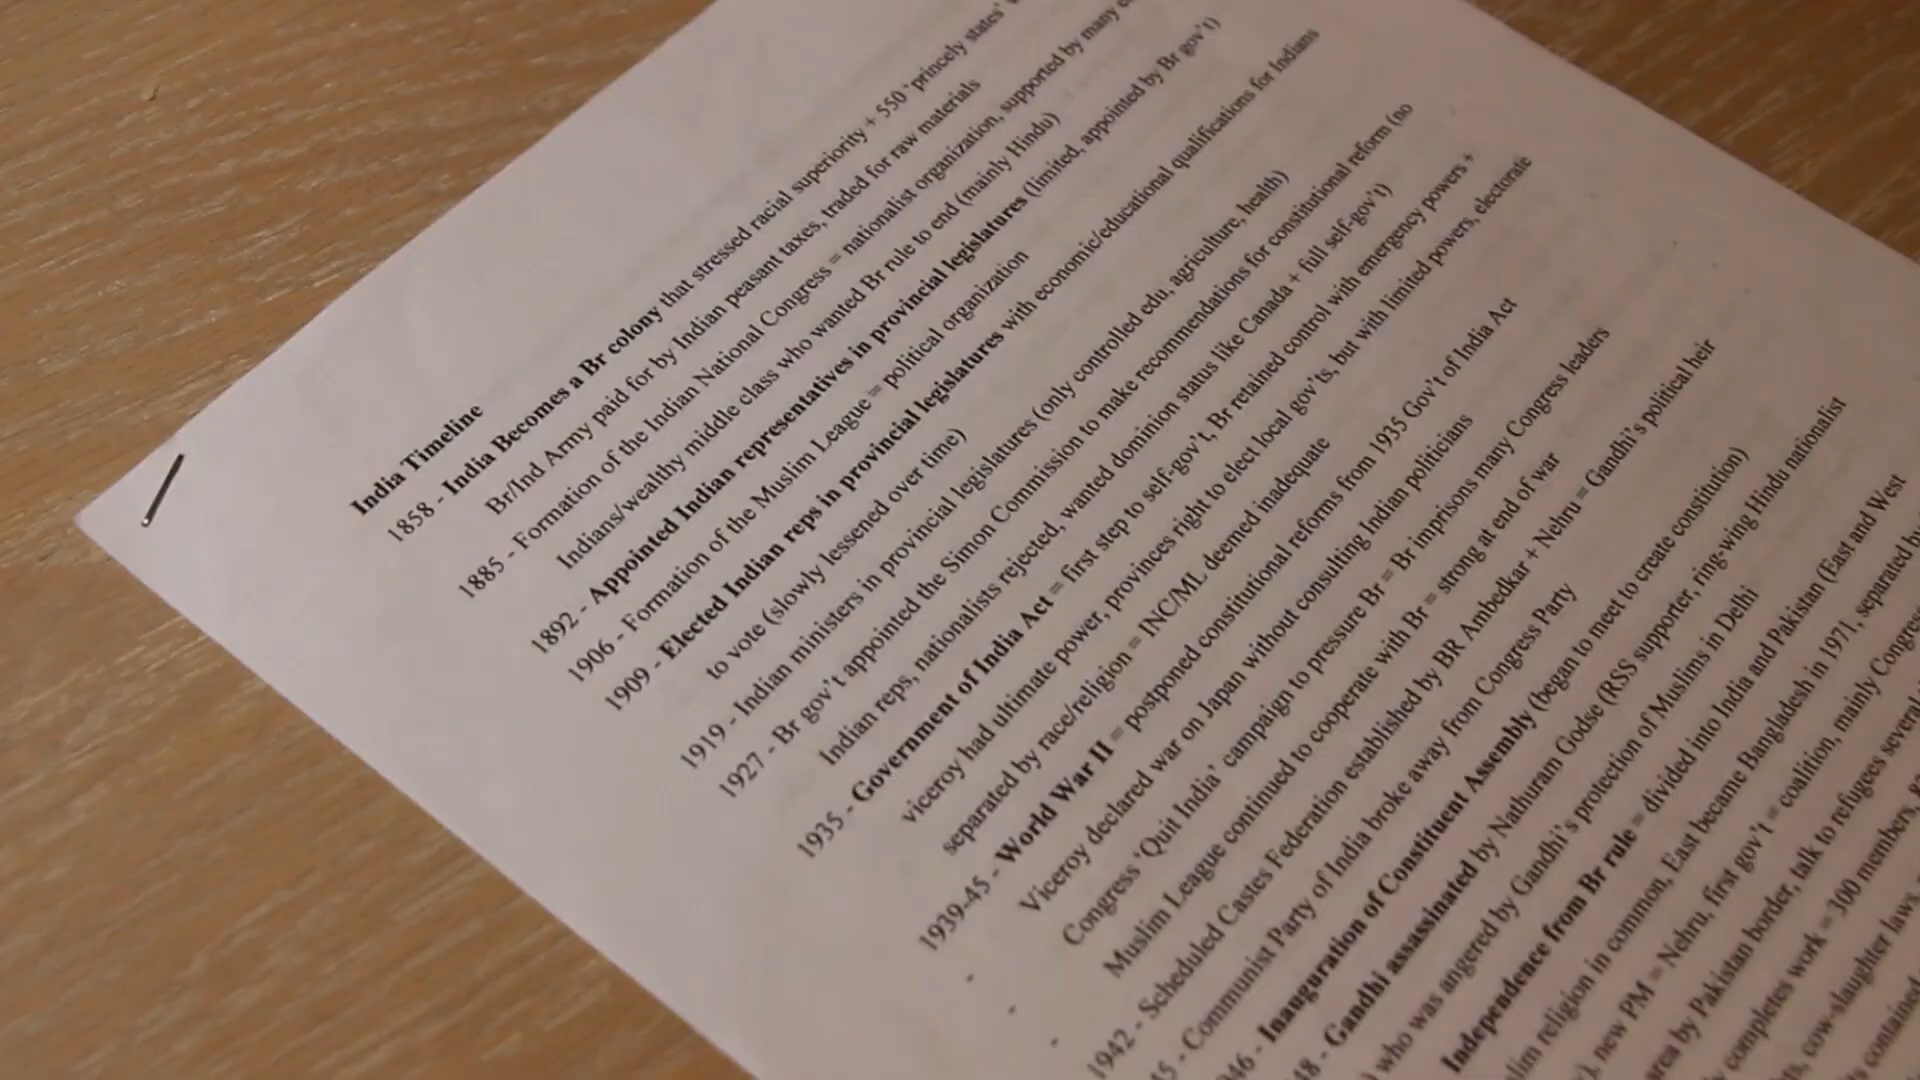 India Timeline
1858 - India Becomes a Br colony that stressed racial superiority + 550 'princely states'
Br/Ind Army paid for by Indian peasant taxes, traded for raw materials
1885 - Formation of the Indian National Congress = nationalist organization, supported by many
Indians/wealthy middle class who wanted Br rule to end (mainly Hindu)
1892 - Appointed Indian representatives in provincial legislatures (limited, appointed by Br gov't)
1906 - Formation of the Muslim League = political organization
1909 - Elected Indian reps in provincial legislatures with economic/educational qualifications for Indians
to vote (slowly lessened over time)
1919 - Indian ministers in provincial legislatures (only controlled edu, agriculture, health)
1927 - Br gov't appointed the Simon Commission to make recommendations for constitutional reform (no
Indian reps, nationalists rejected, wanted dominion status like Canada + full self-gov't)
1935 - Government of India Act = first step to self-gov't, Br retained control with emergency powers +
viceroy had ultimate power, provinces right to elect local gov'ts, but with limited powers, electorate
separated by race/religion = INC/ML deemed inadequate
1939-45 - World War II = postponed constitutional reforms from 1935 Gov't of India Act
- Viceroy declared war on Japan without consulting Indian politicians
- Congress 'Quit India' campaign to pressure Br = Br imprisons many Congress leaders
- Muslim League continued to cooperate with Br = strong at end of war
1942 - Scheduled Castes Federation established by BR Ambedkar + Nehru = Gandhi's political heir
45 - Communist Party of India broke away from Congress Party
46 - Inauguration of Constituent Assembly (began to meet to create constitution)
48 - Gandhi assassinated by Nathuram Godse (RSS supporter, ring-wing Hindu nationalist
who was angered by Gandhi's protection of Muslims in Delhi
Independence from Br rule = divided into India and Pakistan (East and West
religion in common, East became Bangladesh in 1971, separated
new PM = Nehru, first gov't = coalition, mainly
area by Pakistan border, talk to refugees
completes work = 300 members,
cow-slaughter laws
contained